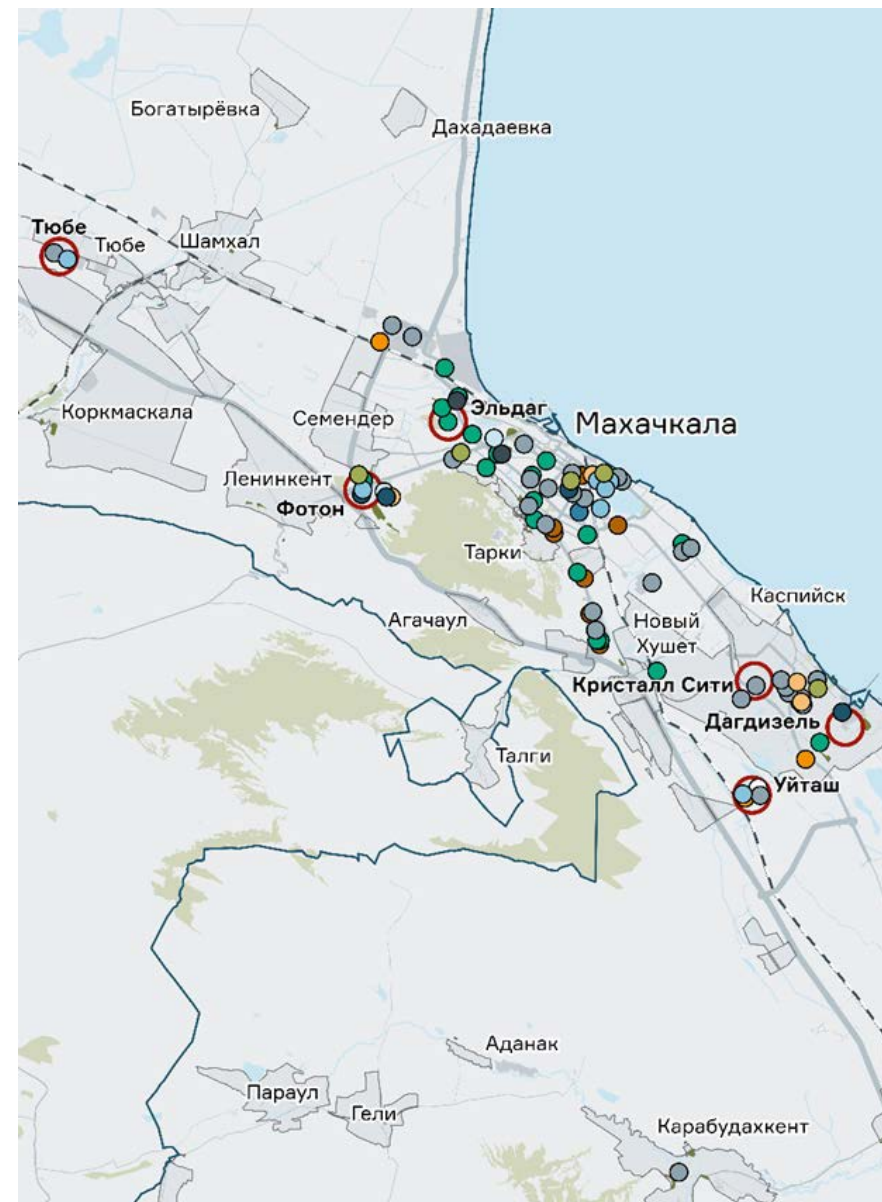 Богатырёвка
Дахадаевка
Тюбе
Тюбе
Шамхал
Коркмаскала
Семендер
Эльдаг
Махачкала
Ленинкент
Фотон
Тарки
Агачаул
Каспийск
Новый
Хушет
Кристалл Сити
Дагдизель
Талги
Уйташ
Аданак
Параул
Гели
Карабудахкент